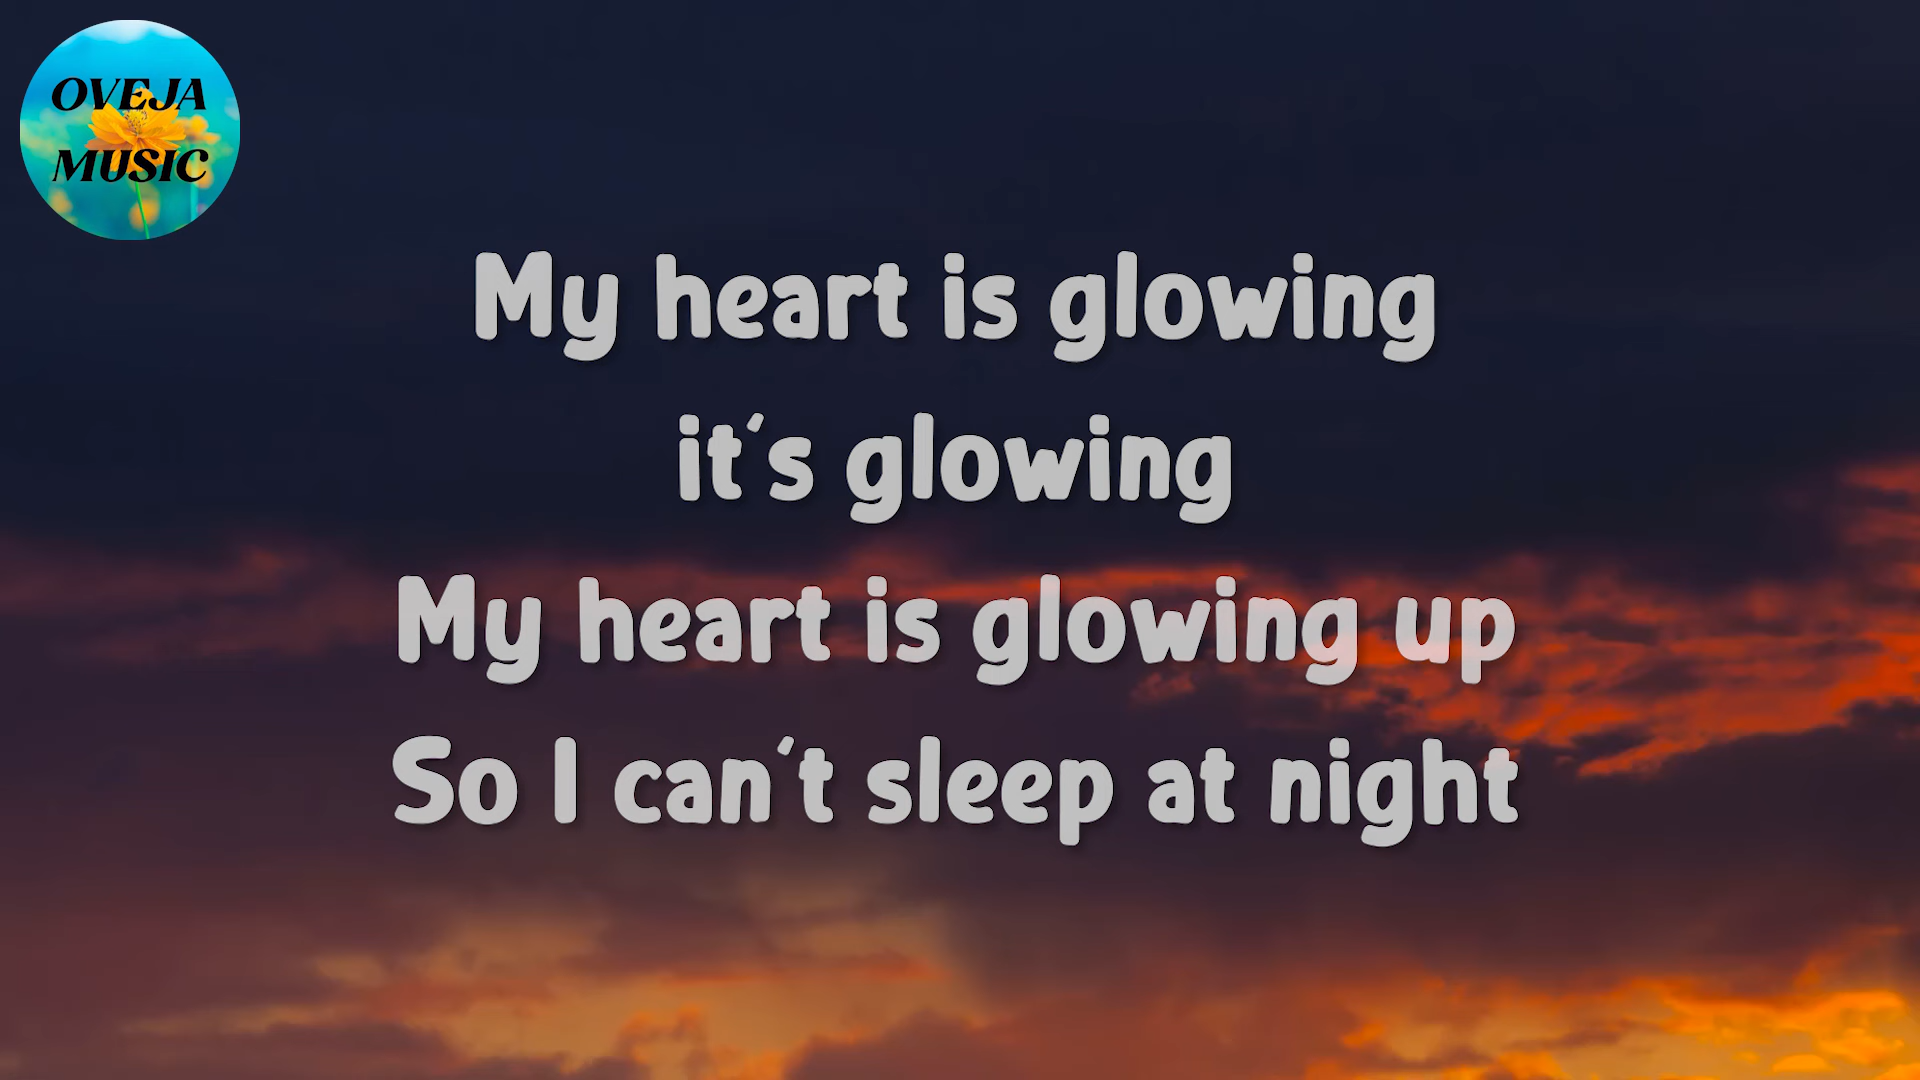 OVEJA
MUSIC
My heart is glowing
it's glowing
My heart is glowing up
So I can't sleep at night